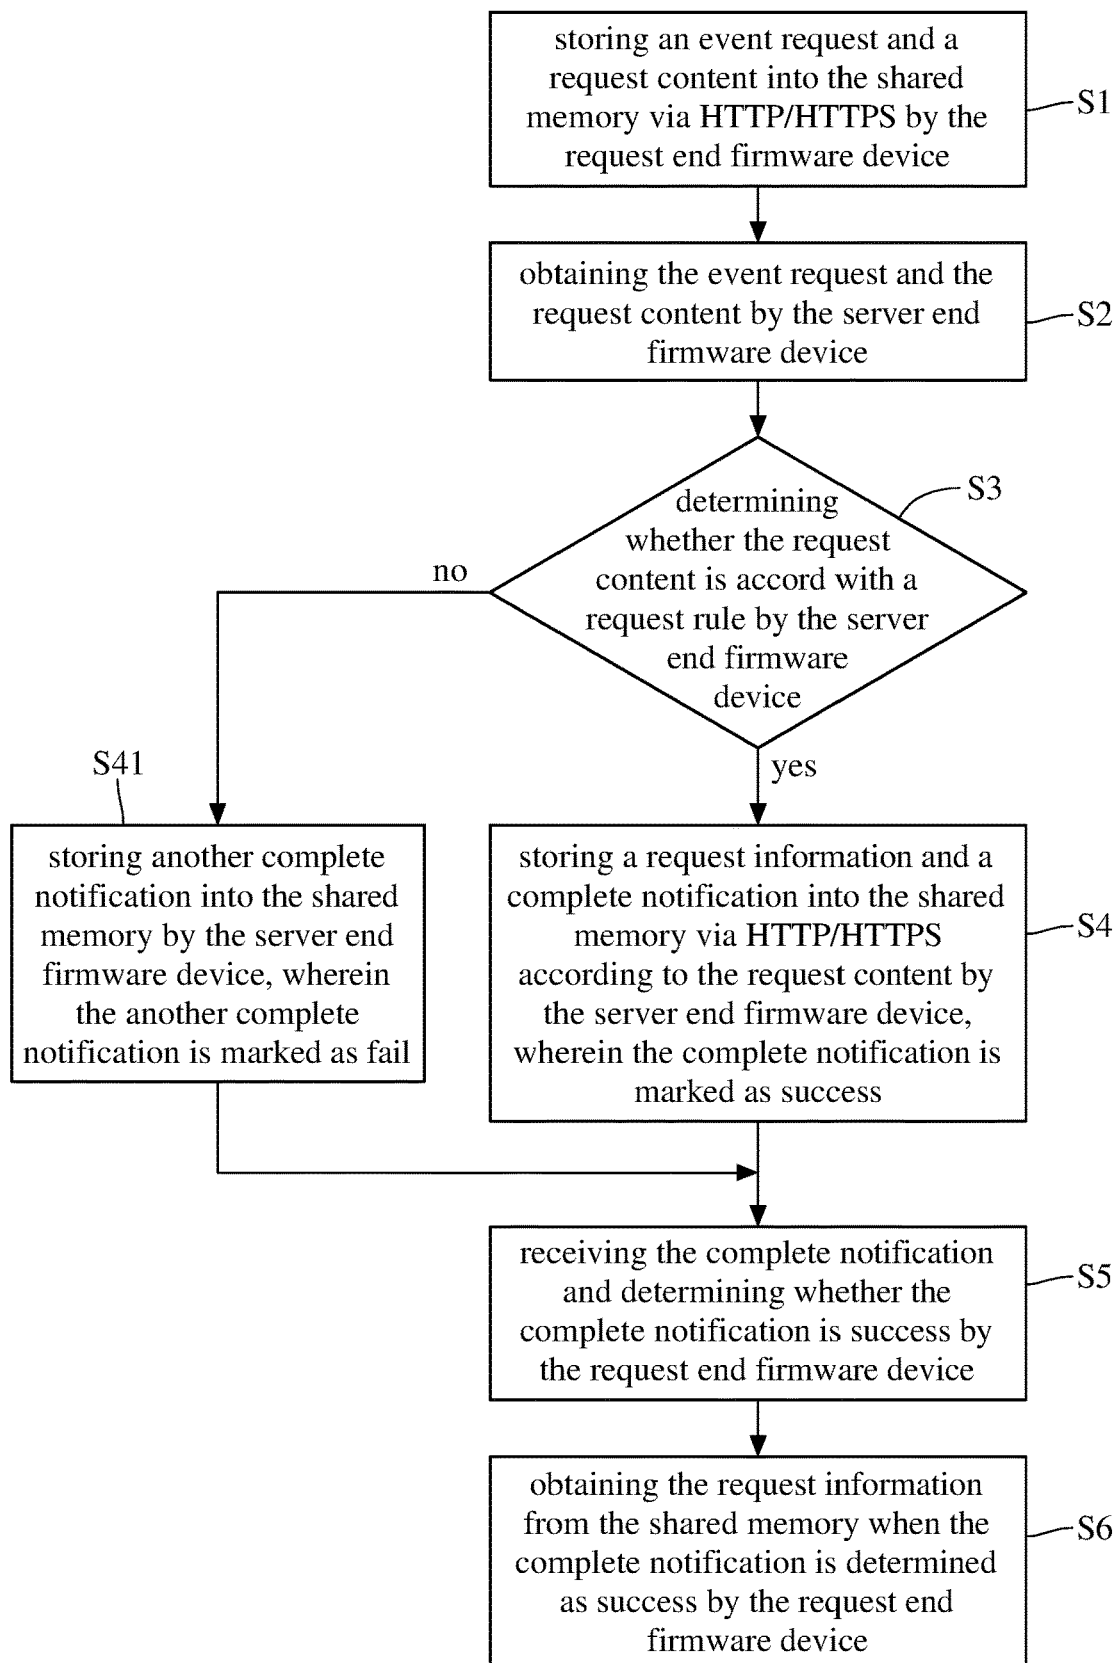 storing an event request and a
request content into the shared
memory via HTTP/HTTPS by the
request end firmware device
S1
obtaining the event request and the
request content by the server end
firmware device
S2
determining
whether the request
content is accord with a
request rule by the server
end firmware
device
S3
no
yes
S41
storing another complete
notification into the shared
memory by the server end
firmware device, wherein
the another complete
notification is marked as fail
storing a request information and a
complete notification into the shared
memory via HTTP/HTTPS
according to the request content by
the server end firmware device,
wherein the complete notification is
marked as success
S4
receiving the complete notification
and determining whether the
complete notification is success by
the request end firmware device
S5
obtaining the request information
from the shared memory when the
complete notification is determined
as success by the request end
firmware device
S6